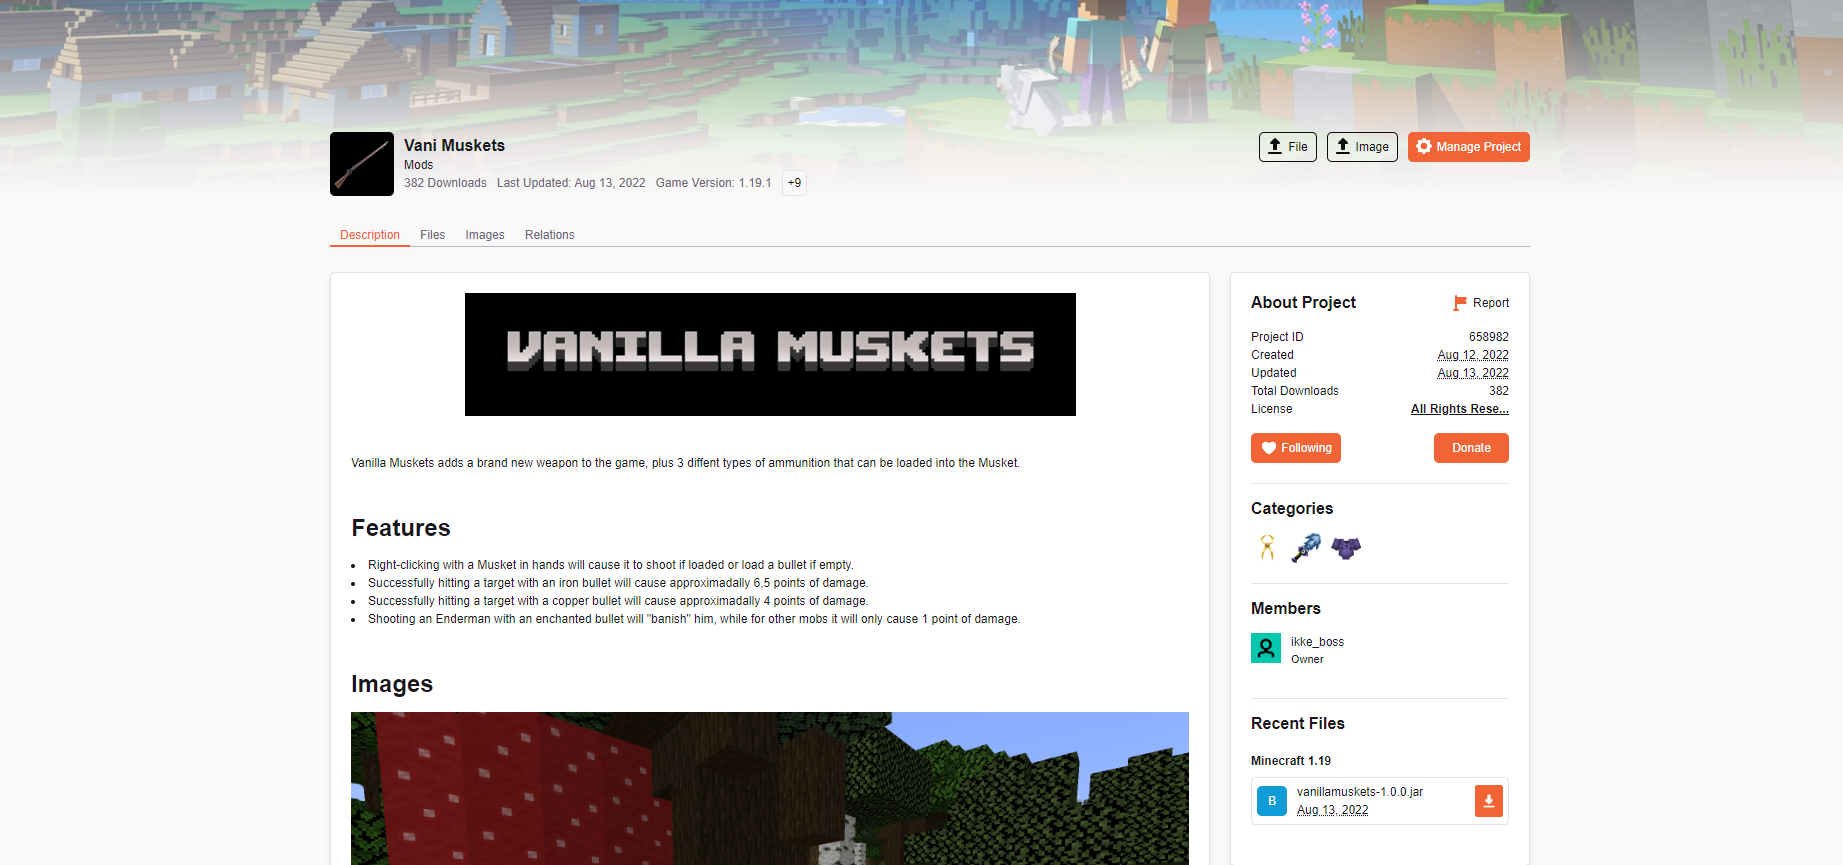 Vani Muskets
Mods
382 Downloads Last Updated: Aug 13, 2022 Game Version: 1.19.1 +9
File Image Manage Project
Description Files Images Relations
VANILLA MUSKETS
Vanilla Muskets adds a brand new weapon to the game, plus 3 diffent types of ammunition that can be loaded into the Musket.
Features
Right-clicking with a Musket in hands will cause it to shoot if loaded or load a bullet if empty.
Successfully hitting a target with an iron bullet will cause approximadally 6,5 points of damage.
Successfully hitting a target with a copper bullet will cause approximadally 4 points of damage.
Shooting an Enderman with an enchanted bullet will "banish" him, while for other mobs it will only cause 1 point of damage.
Images
About Project Report
Project ID 658982
Created Aug 12, 2022
Updated Aug 13, 2022
Total Downloads 382
License All Rights Rese...
Following Donate
Categories
Members
ikke_boss
Owner
Recent Files
Minecraft 1.19
B vanillamuskets-1.0.0.jar
Aug 13, 2022